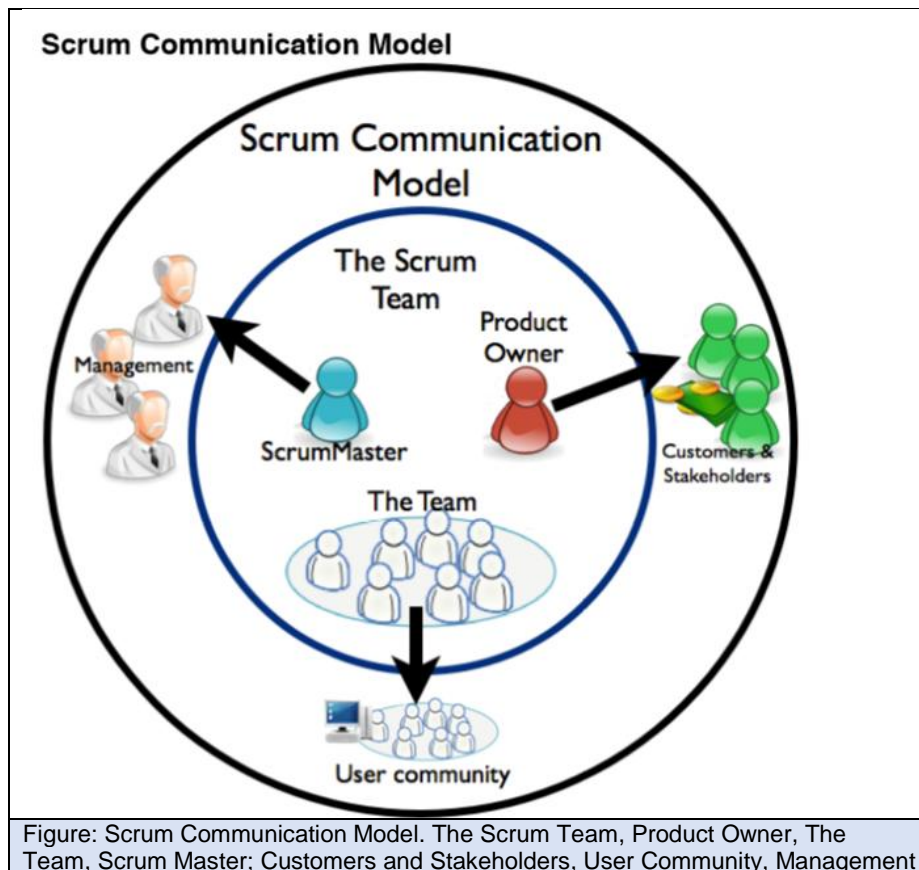 Scrum Communication Model
Scrum Communication
Model
The Scrum
Team
Product
Owner
Management
ScrumMaster
Customers &
Stakeholders
The Team
User community
Figure: Scrum Communication Model. The Scrum Team, Product Owner, The
Team, Scrum Master; Customers and Stakeholders, User Community, Management